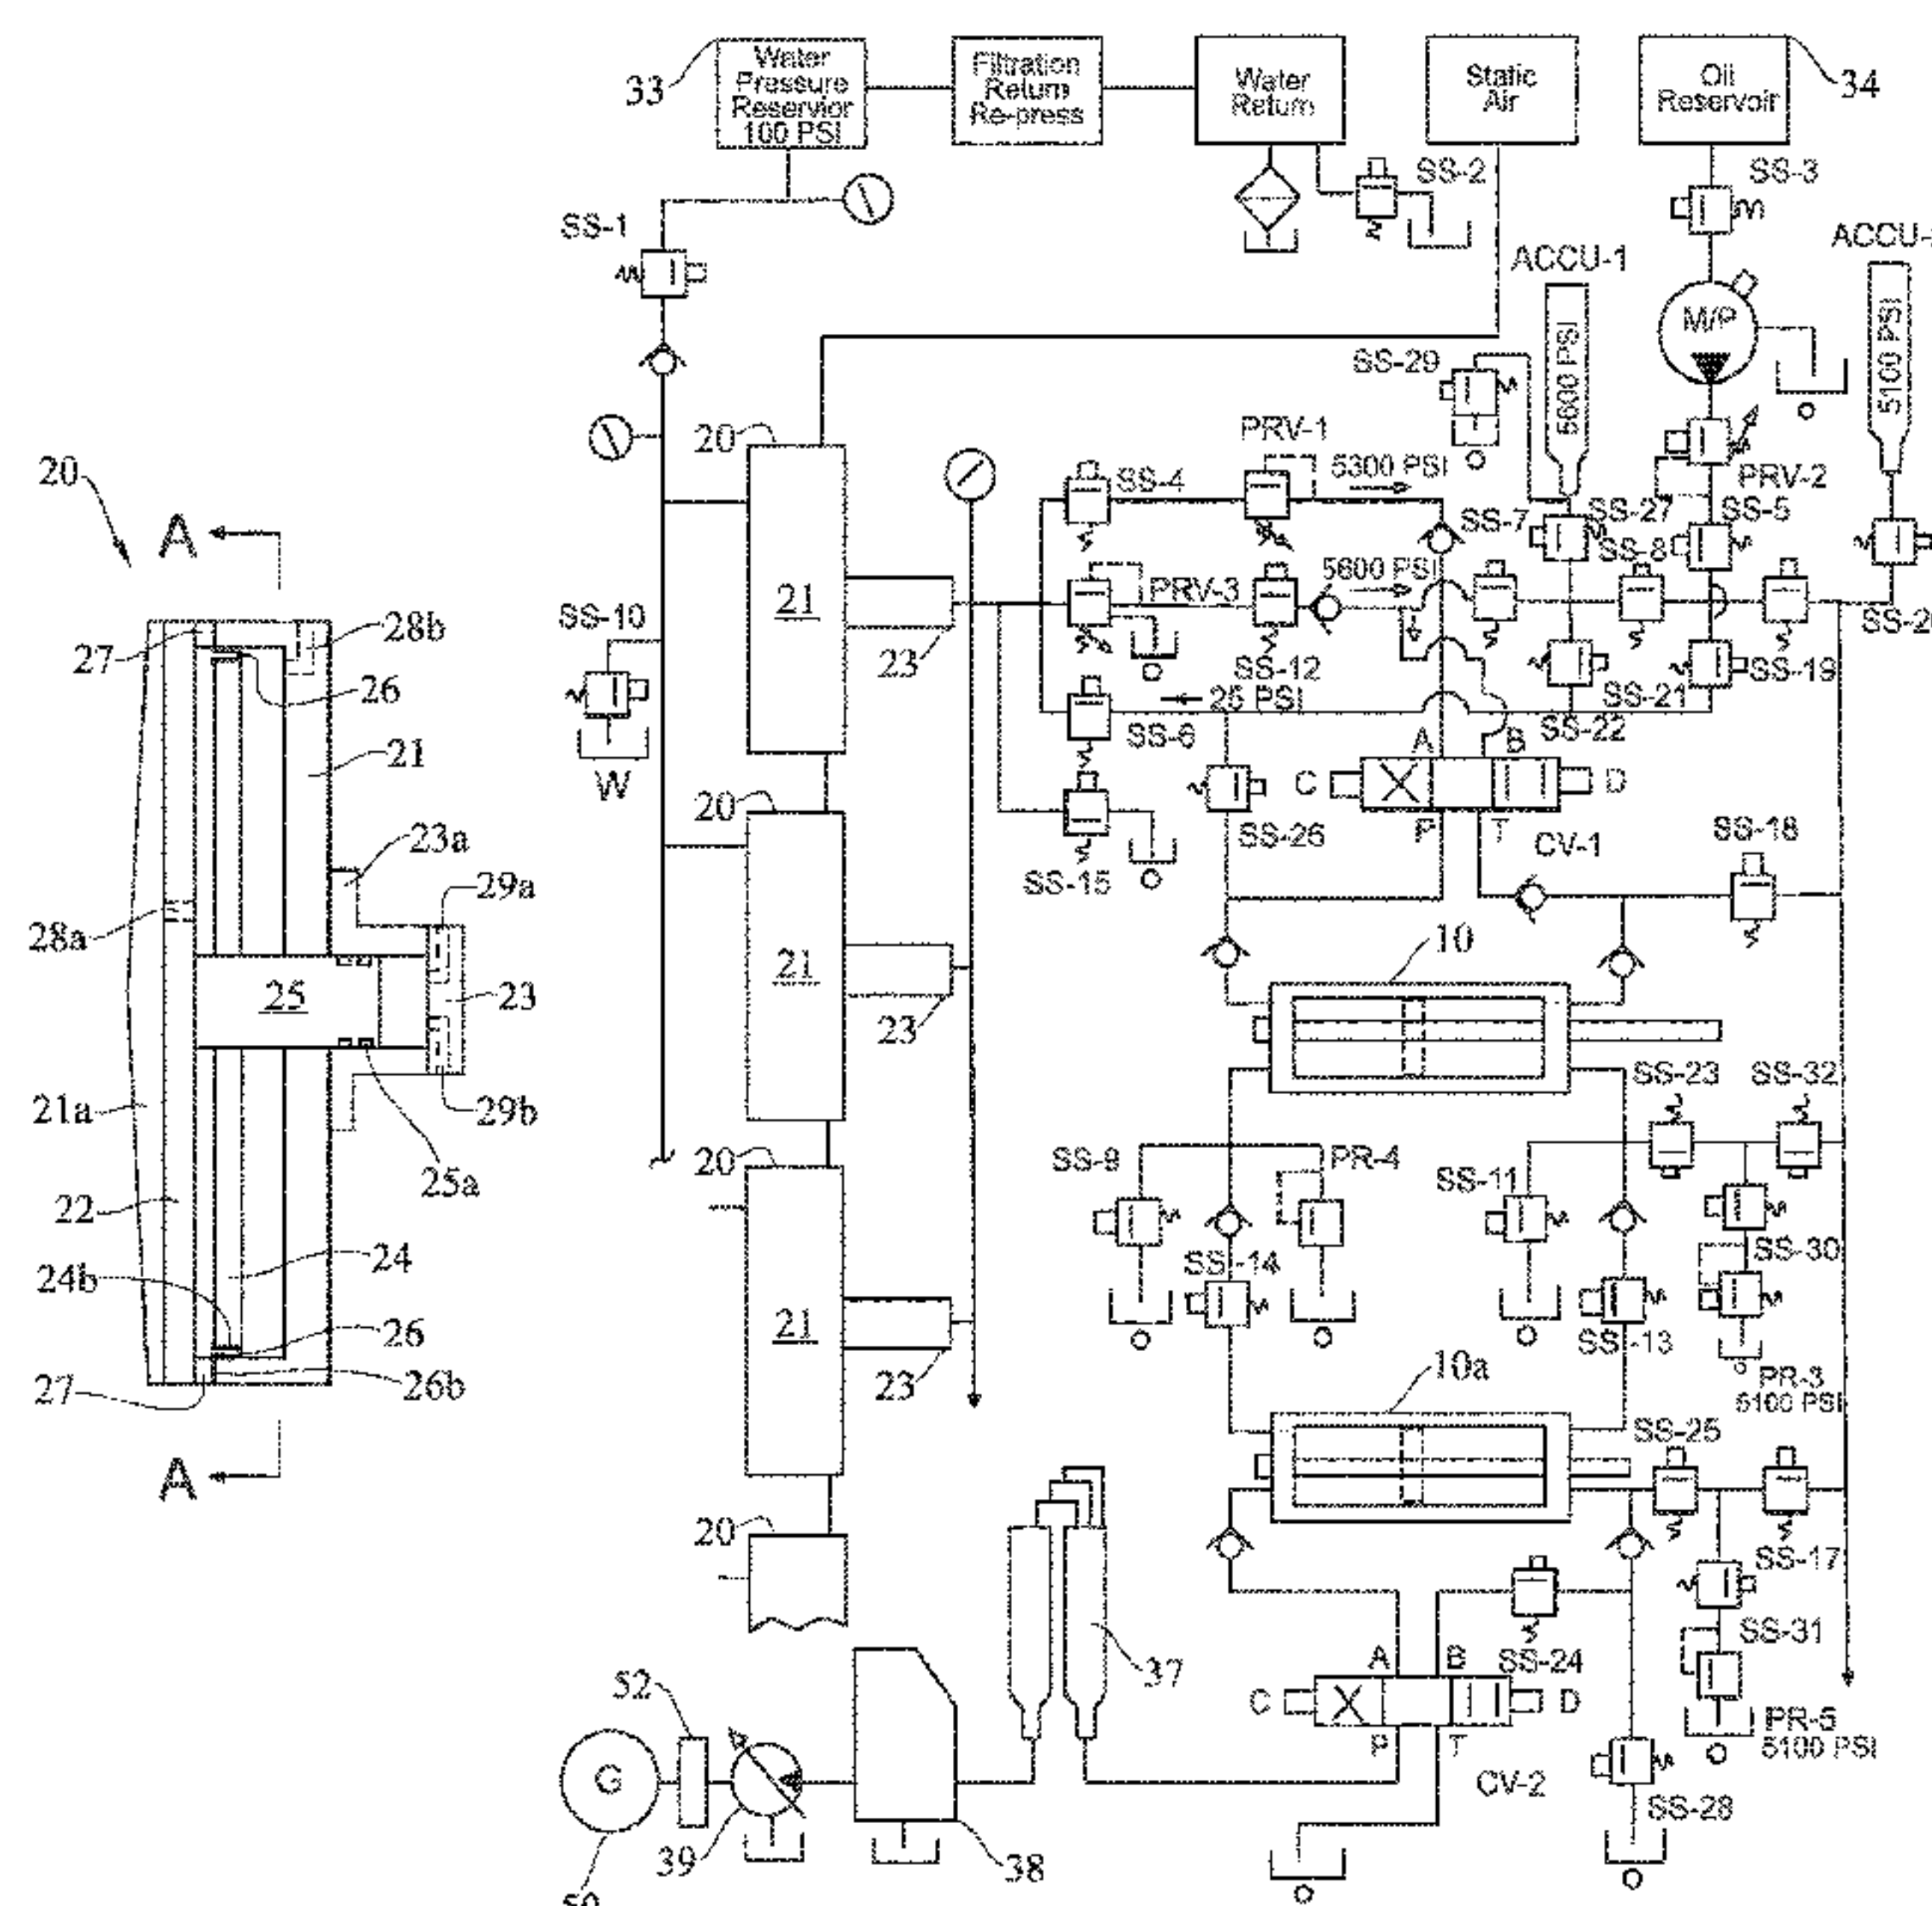 33
Water
Pressure
Reservior
100 PSI
Filtration
Return
Re-press
Water
Return
Static
Air
Oil
Reservoir
34
SS-1
SS-2
SS-3
ACCU-1
5600 PSI
M/P
5100 PSI
SS-29
PRV-1
5300 PSI
PRV-2
SS-4
SS-7
SS-27
SS-5
SS-8
PRV-3
5600 PSI
SS-12
SS-19
SS-21
25 PSI
SS-6
SS-22
SS-10
W
20
21
23
20
21
23
20
21
23
20
A
B
C
D
P
T
CV-1
SS-26
SS-15
SS-18
10
SS-23
SS-32
SS-9
PR-4
SS-11
SS-14
SS-13
SS-30
PR-3
5100 PSI
10a
SS-25
SS-17
SS-31
PR-5
5100 PSI
SS-24
A
B
C
D
P
T
CV-2
SS-28
37
38
39
52
G
20
A
27
28b
26
21
23a
29a
28a
25
23
21a
29b
25a
22
24
24b
26
27
26b
A